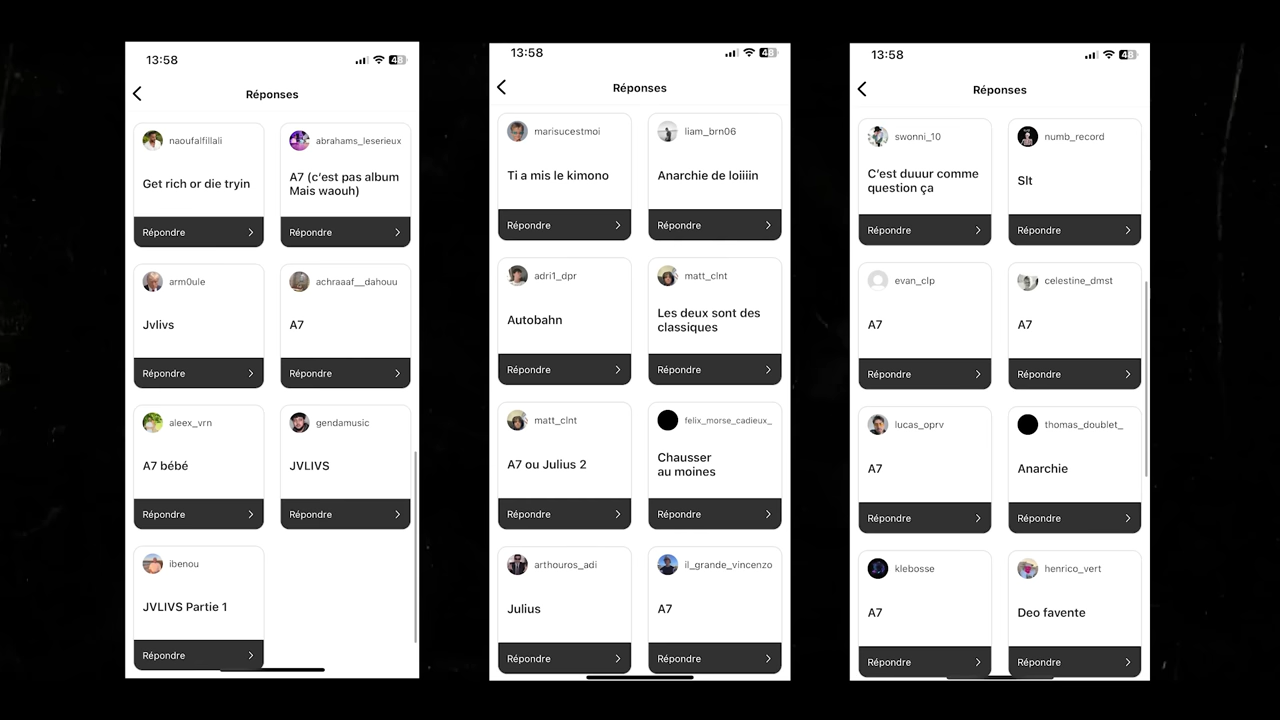 13:58
48
Réponses
naoufalfillali
Get rich or die tryin
Répondre
abrahams_leserieux
A7 (c'est pas album
Mais waouh)
Répondre
arm0ule
Jvlivs
Répondre
achraaaf__dahouu
A7
Répondre
aleex_vrn
A7 bébé
Répondre
gendamusic
JVLIVS
Répondre
ibenou
JVLIVS Partie 1
Répondre
13:58
48
Réponses
marisucestmoi
Ti a mis le kimono
Répondre
liam_brn06
Anarchie de loiiiin
Répondre
adri1_dpr
Autobahn
Répondre
matt_clnt
Les deux sont des
classiques
Répondre
matt_clnt
A7 ou Julius 2
Répondre
felix_morse_cadieux_
Chausser
au moines
Répondre
arthouros_adi
Julius
Répondre
il_grande_vincenzo
A7
Répondre
13:58
48
Réponses
swonni_10
C'est duuur comme
question ça
Répondre
numb_record
Slt
Répondre
evan_clp
A7
Répondre
celestine_dmst
A7
Répondre
lucas_oprv
A7
Répondre
thomas_doublet_
Anarchie
Répondre
klebosse
A7
Répondre
henrico_vert
Deo favente
Répondre